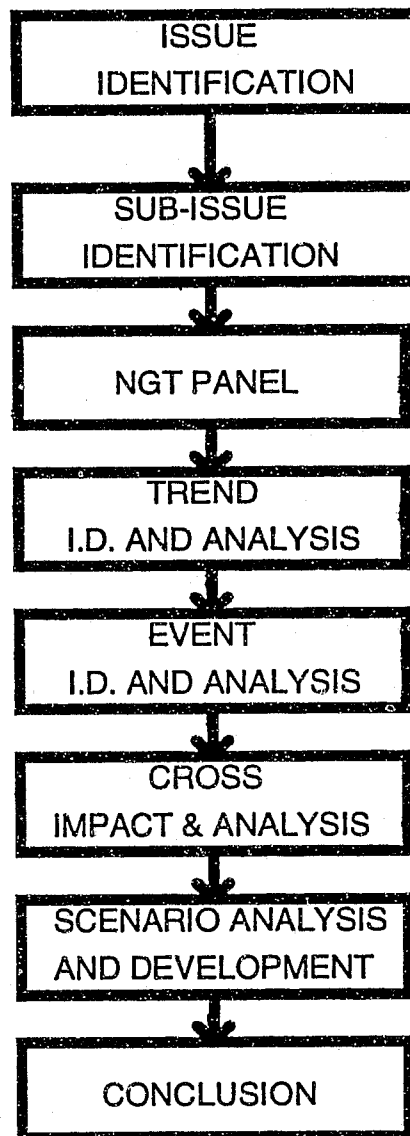 ISSUE
IDENTIFICATION
SUB-ISSUE
IDENTIFICATION
NGT PANEL
TREND
I.D. AND ANALYSIS
EVENT
I.D. AND ANALYSIS
CROSS
IMPACT & ANALYSIS
SCENARIO ANALYSIS
AND DEVELOPMENT
CONCLUSION